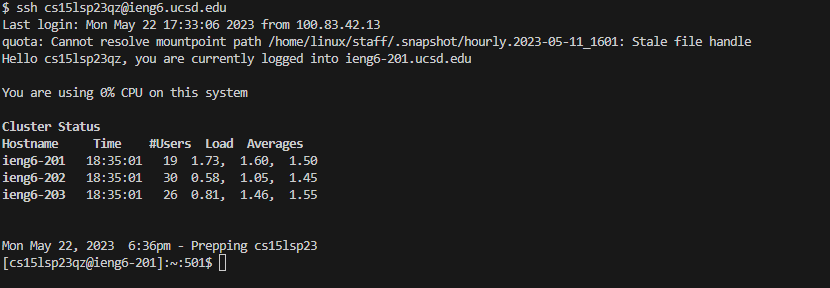 $ ssh cs15lsp23qz@ieng6.ucsd.edu
Last login: Mon May 22 17:33:06 2023 from 100.83.42.13
quota: Cannot resolve mountpoint path /home/linux/staff/.snapshot/hourly.2023-05-11_1601: Stale file handle
Hello cs15lsp23qz, you are currently logged into ieng6-201.ucsd.edu
You are using 0% CPU on this system
Cluster Status
Hostname     Time    #Users  Load  Averages
ieng6-201   18:35:01   19  1.73,  1.60,  1.50
ieng6-202   18:35:01   30  0.58,  1.05,  1.45
ieng6-203   18:35:01   26  0.81,  1.46,  1.55
Mon May 22, 2023  6:36pm - Prepping cs15lsp23
[cs15lsp23qz@ieng6-201]:~:501$